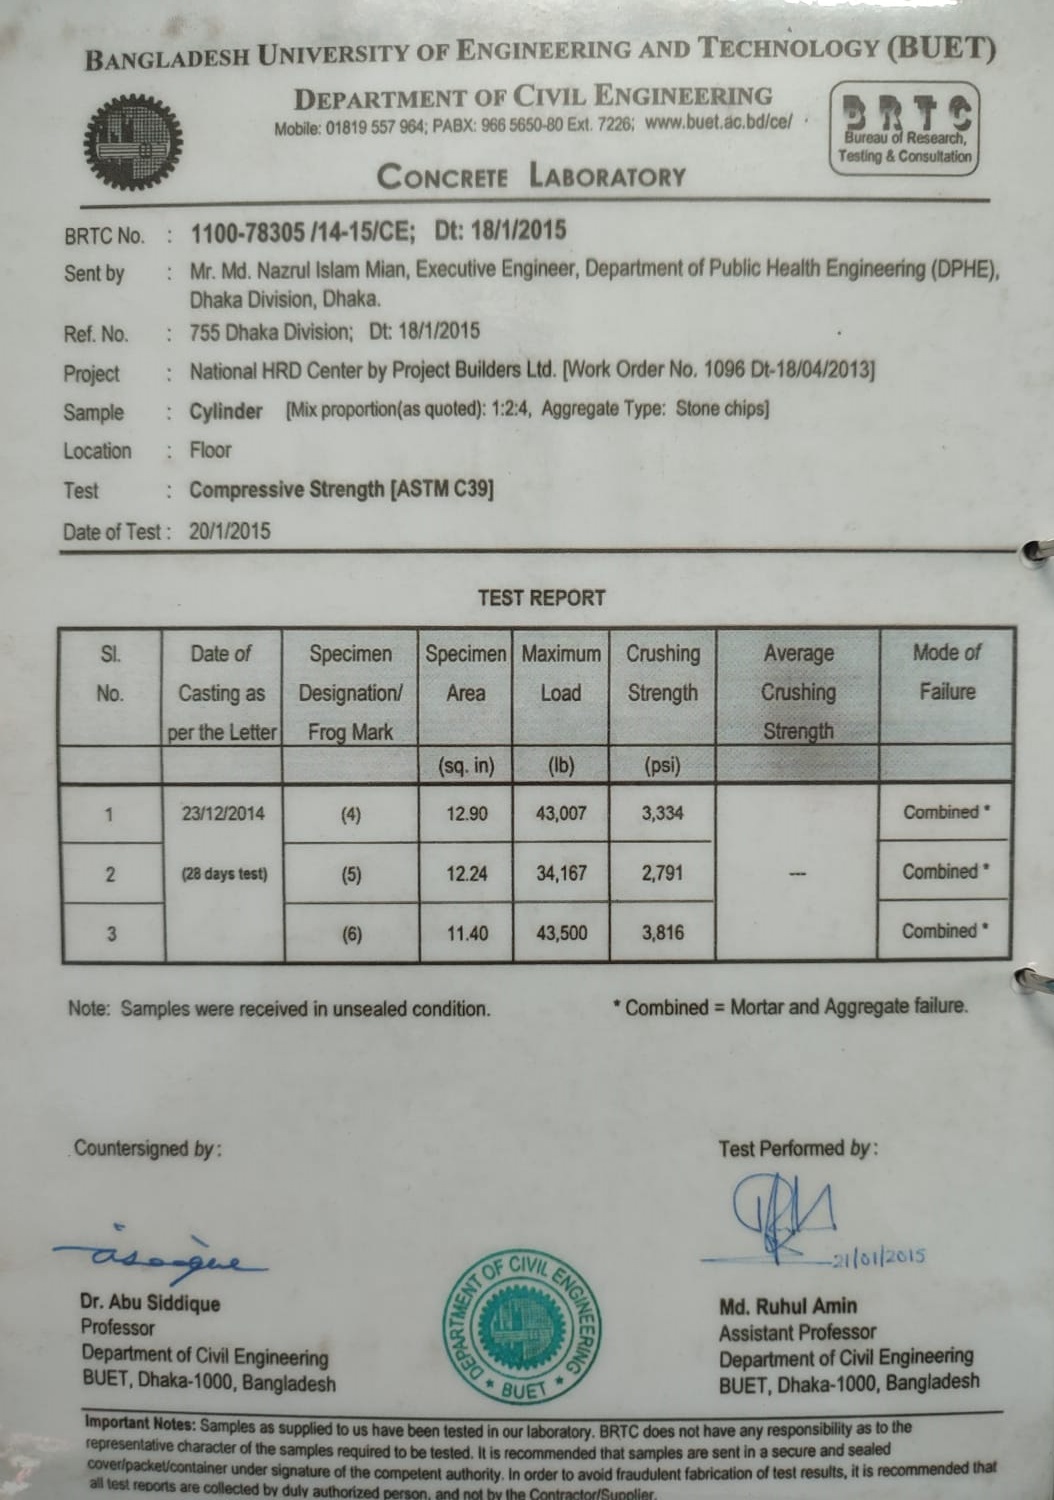 BANGLADESH UNIVERSITY OF ENGINEERING AND TECHNOLOGY (BUET)
DEPARTMENT OF CIVIL ENGINEERING
Mobile: 01819 557 964; PABX: 966 5650-80 Ext. 7226; www.buet.ac.bd/ce/
BRTC
Bureau of Research,
Testing & Consultation
CONCRETE LABORATORY
BRTC No. : 1100-78305 /14-15/CE; Dt: 18/1/2015
Sent by : Mr. Md. Nazrul Islam Mian, Executive Engineer, Department of Public Health Engineering (DPHE),
Dhaka Division, Dhaka.
Ref. No. : 755 Dhaka Division; Dt: 18/1/2015
Project : National HRD Center by Project Builders Ltd. [Work Order No. 1096 Dt-18/04/2013]
Sample : Cylinder [Mix proportion(as quoted): 1:2:4, Aggregate Type: Stone chips]
Location : Floor
Test : Compressive Strength [ASTM C39]
Date of Test : 20/1/2015
TEST REPORT
Sl. Date of Specimen Specimen Maximum Crushing Average Mode of
No. Casting as Designation/ Area Load Strength Crushing Failure
per the Letter Frog Mark Strength
(sq. in) (lb) (psi)
1 23/12/2014 (4) 12.90 43,007 3,334 Combined *
2 (28 days test) (5) 12.24 34,167 2,791 --- Combined *
3 (6) 11.40 43,500 3,816 Combined *
Note: Samples were received in unsealed condition. * Combined = Mortar and Aggregate failure.
Countersigned by : Test Performed by :
21/01/2015
Dr. Abu Siddique
Professor
Department of Civil Engineering
BUET, Dhaka-1000, Bangladesh
DEPARTMENT OF CIVIL ENGINEERING
* BUET *
Md. Ruhul Amin
Assistant Professor
Department of Civil Engineering
BUET, Dhaka-1000, Bangladesh
Important Notes: Samples as supplied to us have been tested in our laboratory. BRTC does not have any responsibility as to the
representative character of the samples required to be tested. It is recommended that samples are sent in a secure and sealed
cover/packet/container under signature of the competent authority. In order to avoid fraudulent fabrication of test results, it is recommended that
all test reports are collected by duly authorized person, and not by the Contractor/Supplier.